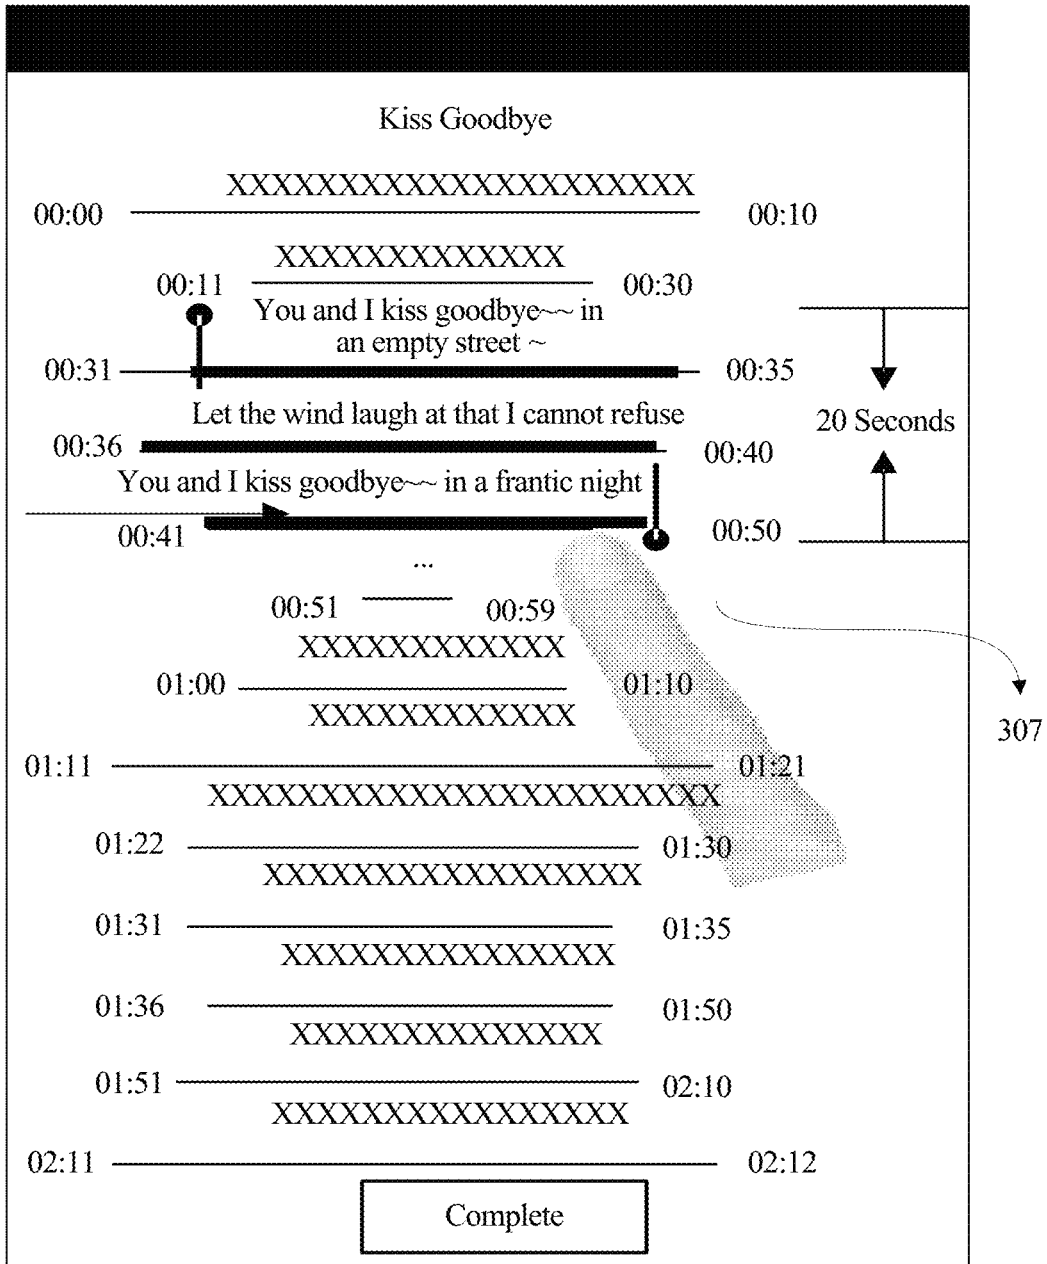 Kiss Goodbye
XXXXXXXXXXXXXXXXXXXXX
00:00 00:10
XXXXXXXXXXXXX
00:11 00:30
You and I kiss goodbye~~ in
an empty street ~
00:31 00:35
20 Seconds
Let the wind laugh at that I cannot refuse
00:36 00:40
You and I kiss goodbye~~ in a frantic night
00:41 00:50
...
00:51 00:59
XXXXXXXXXXXX
01:00 01:10
XXXXXXXXXXXX
307
01:11 01:21
XXXXXXXXXXXXXXXXXXXXXXX
01:22 01:30
XXXXXXXXXXXXXXXXX
01:31 01:35
XXXXXXXXXXXXXXX
01:36 01:50
XXXXXXXXXXXXXX
01:51 02:10
XXXXXXXXXXXXXXXX
02:11 02:12
Complete